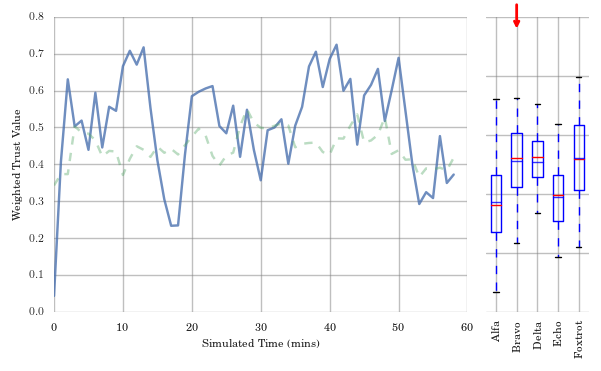 0.8
0.7
0.6
0.5
0.4
0.3
0.2
0.1
0.0
Weighted Trust Value
0
10
20
30
40
50
60
Simulated Time (mins)
Alfa
Bravo
Delta
Echo
Foxtrot